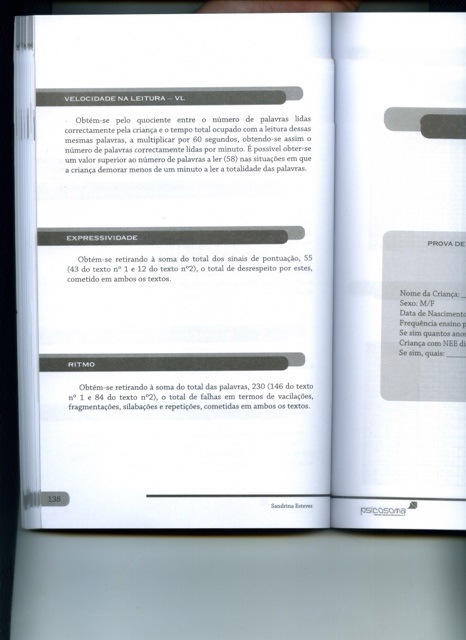 VELOCIDADE NA LEITURA – VL
Obtém-se pelo quociente entre o número de palavras lidas
correctamente pela criança e o tempo total ocupado com a leitura dessas
mesmas palavras, a multiplicar por 60 segundos, obtendo-se assim o
número de palavras correctamente lidas por minuto. É possível obter-se
um valor superior ao número de palavras a ler (58) nas situações em que
a criança demorar menos de um minuto a ler a totalidade das palavras.
EXPRESSIVIDADE
Obtém-se retirando à soma do total dos sinais de pontuação, 55
(43 do texto nº 1 e 12 do texto nº2), o total de desrespeito por estes,
cometido em ambos os textos.
RITMO
Obtém-se retirando à soma do total das palavras, 230 (146 do texto
nº 1 e 84 do texto nº2), o total de falhas em termos de vacilações,
fragmentações, silabações e repetições, cometidas em ambos os textos.
138
Sandrina Esteves
PROVA DE
Nome da Criança: _
Sexo: M/F
Data de Nascimento
Frequência ensino p
Se sim quantos anos
Criança com NEE di
Se sim, quais: ____
psicosoma